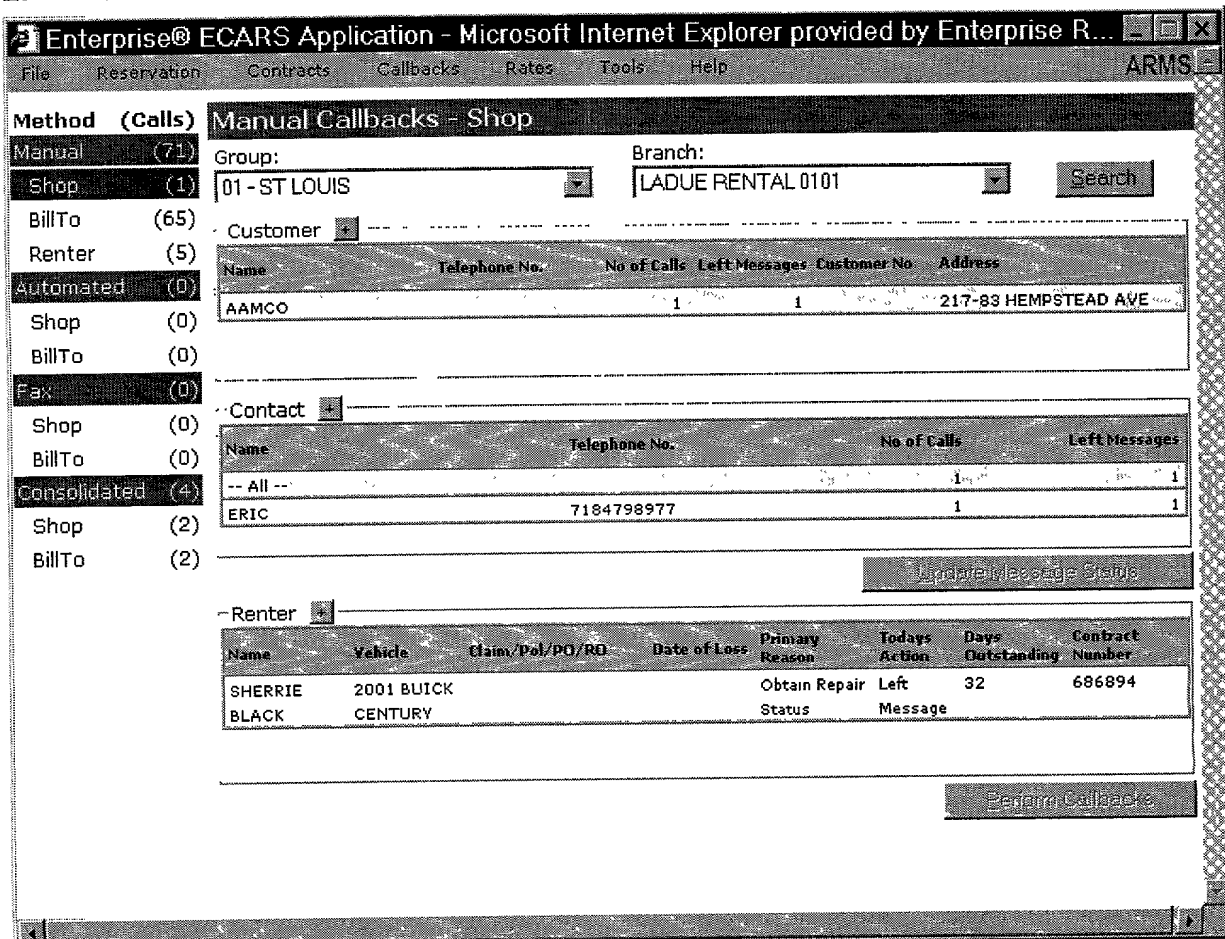 Enterprise® ECARS Application - Microsoft Internet Explorer provided by Enterprise R...
File Reservation Contracts Callbacks Rates Tools Help ARMS
Method (Calls)
Manual (71)
Shop (1)
BillTo (65)
Renter (5)
Automated (0)
Shop (0)
BillTo (0)
Fax (0)
Shop (0)
BillTo (0)
Consolidated (4)
Shop (2)
BillTo (2)
Manual Callbacks - Shop
Group: Branch:
01 - ST LOUIS LADUE RENTAL 0101 Search
Customer +
Name Telephone No. No of Calls Left Messages Customer No Address
AAMCO 1 1 217-83 HEMPSTEAD AVE
Contact +
Name Telephone No. No of Calls Left Messages
-- All -- 1 1
ERIC 7184798977 1 1
Update Message Status
Renter +
Name Vehicle Claim/Pol/PO/RO Date of Loss Primary Reason Todays Action Days Outstanding Contract Number
SHERRIE 2001 BUICK Obtain Repair Left 32 686894
BLACK CENTURY Status Message
Perform Callbacks